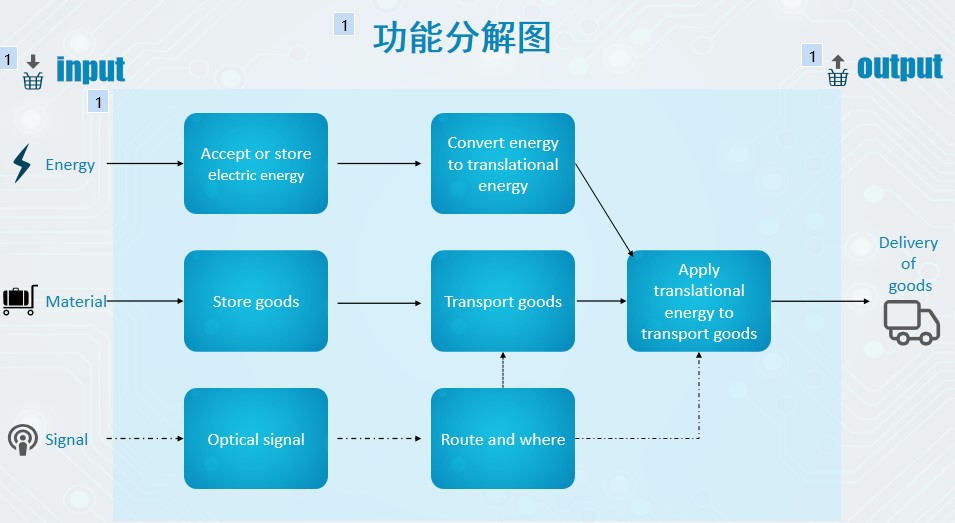 1
功能分解图
1
input
1
output
1
Energy
Accept or store
electric energy
Convert energy
to translational
energy
Material
Store goods
Transport goods
Apply
translational
energy to
transport goods
Delivery
of
goods
Signal
Optical signal
Route and where